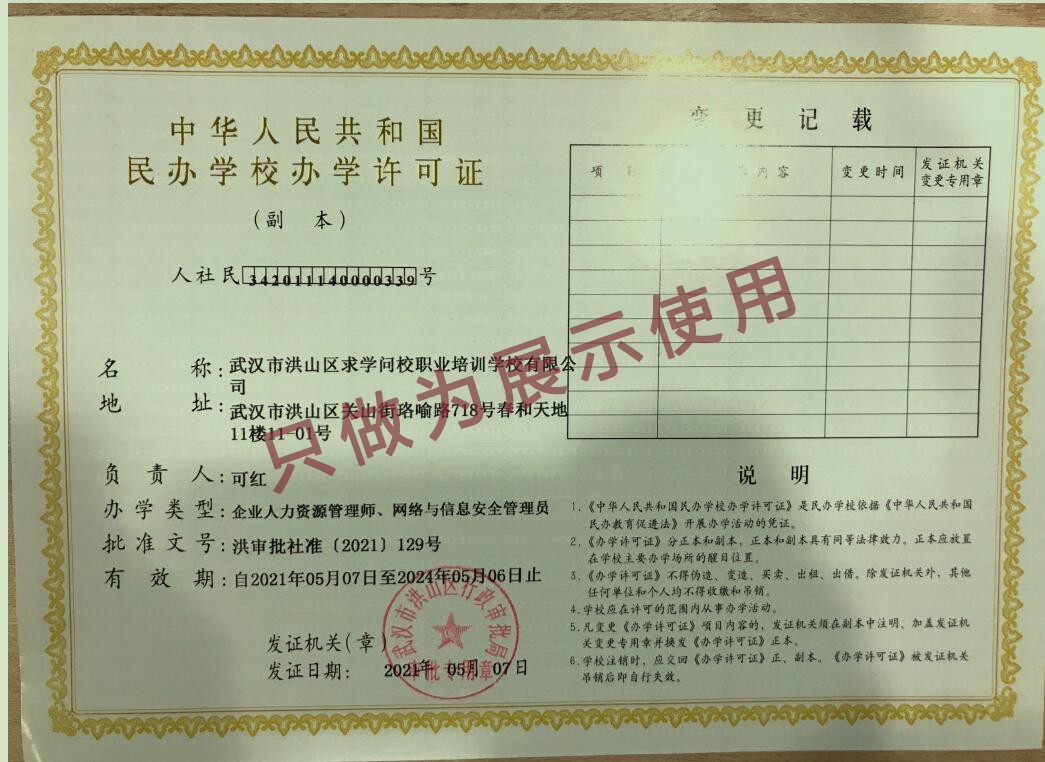 中华人民共和国
民办学校办学许可证
（副 本）
人社民342011140000339号
名 称：武汉市洪山区求学问校职业培训学校有限公
司
地 址：武汉市洪山区关山街珞喻路718号春和天地
11楼11-01号
负 责 人：可红
办 学 类 型：企业人力资源管理师、网络与信息安全管理员
批 准 文 号：洪审批社准〔2021〕129号
有 效 期：自2021年05月07日至2024年05月06日止
发证机关(章)
发证日期： 2021年 05月 07日
武汉市洪山区行政审批局
审批专用章
只做为展示使用
变 更 记 载
项 内容 变更时间 发证机关
变更专用章
说 明
1.《中华人民共和国民办学校办学许可证》是民办学校依据《中华人民共和国
民办教育促进法》开展办学活动的凭证。
2.《办学许可证》分正本和副本，正本和副本具有同等法律效力。正本应放置
在学校主要办学场所的醒目位置。
3.《办学许可证》不得伪造、变造、买卖、出租、出借。除发证机关外，其他
任何单位和个人均不得收缴和吊销。
4.学校应在许可的范围内从事办学活动。
5.凡变更《办学许可证》项目内容的，发证机关须在副本中注明、加盖发证机
关变更专用章并换发《办学许可证》正本。
6.学校注销时，应交回《办学许可证》正、副本。《办学许可证》被发证机关
吊销后即自行失效。